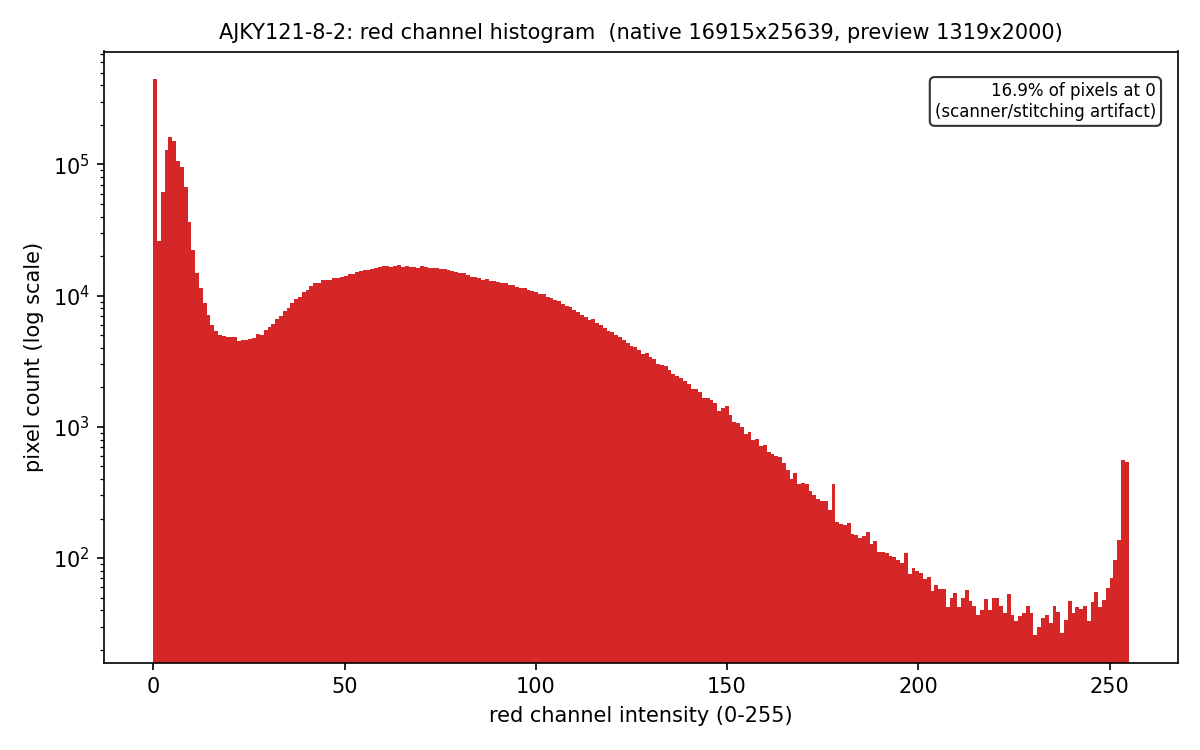 AJKY121-8-2: red channel histogram  (native 16915x25639, preview 1319x2000)
16.9% of pixels at 0
(scanner/stitching artifact)
pixel count (log scale)
10^5
10^4
10^3
10^2
0 50 100 150 200 250
red channel intensity (0-255)